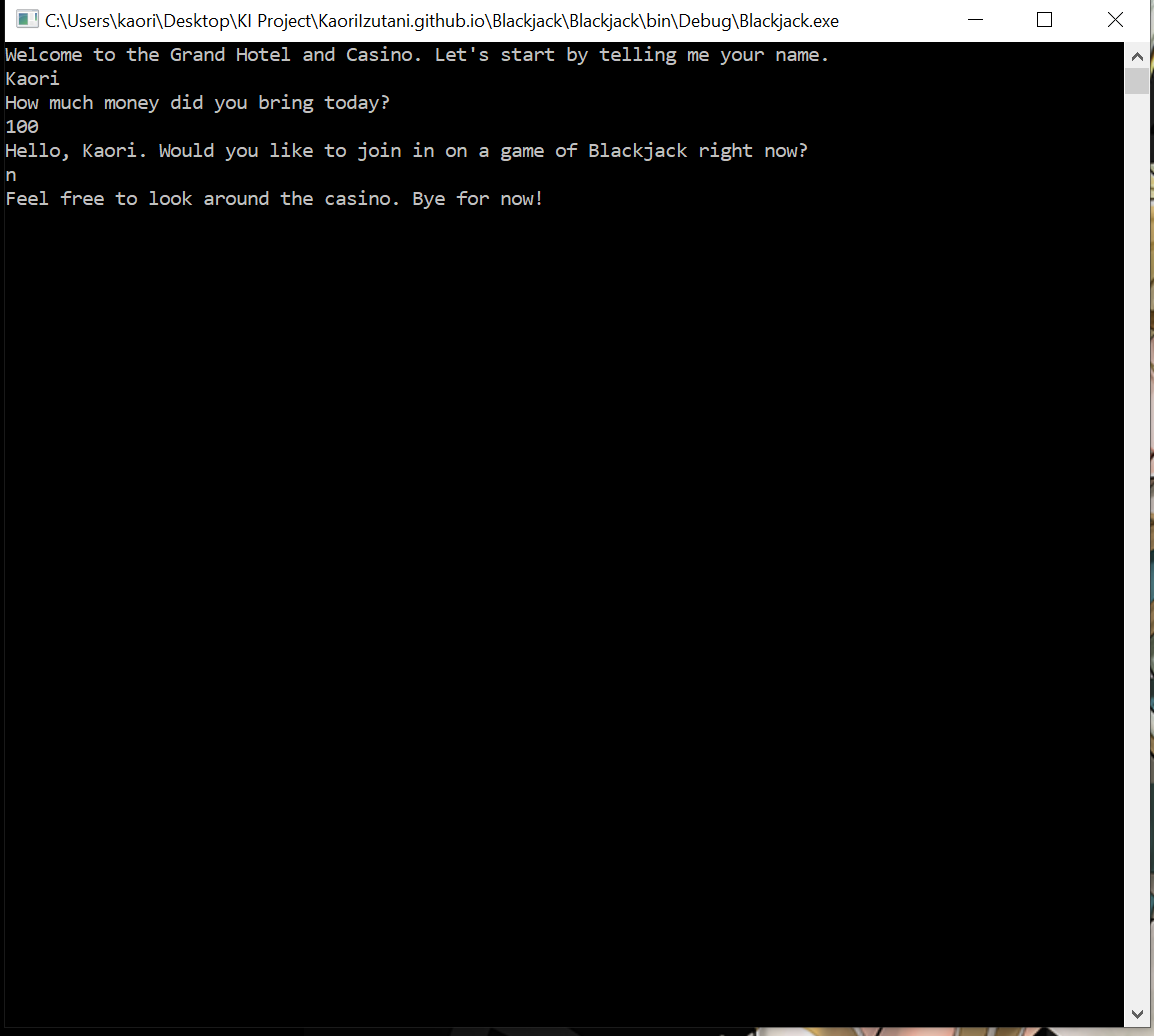 C:\Users\kaori\Desktop\KI Project\KaoriIzutani.github.io\Blackjack\Blackjack\bin\Debug\Blackjack.exe
Welcome to the Grand Hotel and Casino. Let's start by telling me your name.
Kaori
How much money did you bring today?
100
Hello, Kaori. Would you like to join in on a game of Blackjack right now?
n
Feel free to look around the casino. Bye for now!